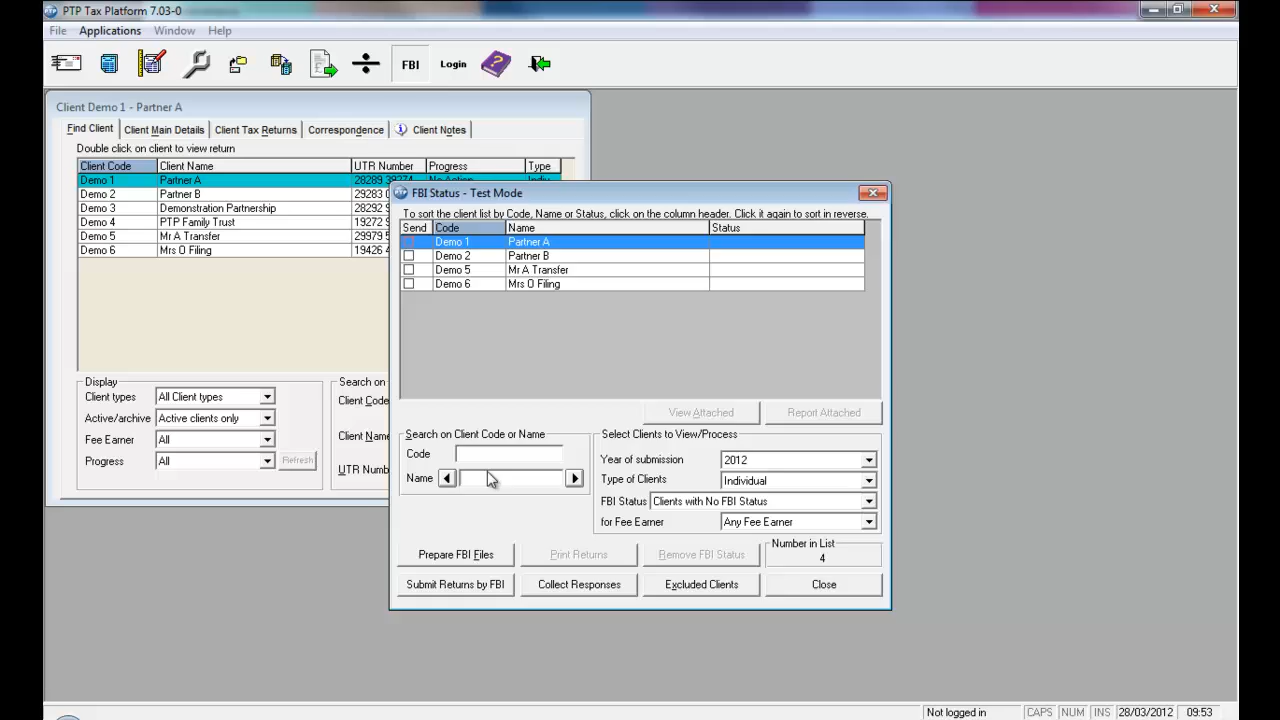 PTP Tax Platform 7.03-0
File Applications Window Help
FBI Login
Client Demo 1 - Partner A
Find Client Client Main Details Client Tax Returns Correspondence Client Notes
Double click on client to view return
Client Code Client Name UTR Number Progress Type
Demo 1 Partner A 28289 38274 No Action Indiv
Demo 2 Partner B 29283
Demo 3 Demonstration Partnership 28292
Demo 4 PTP Family Trust 19272
Demo 5 Mr A Transfer 29979
Demo 6 Mrs O Filing 19426
Display
Client types All Client types
Active/archive Active clients only
Fee Earner All
Progress All Refresh
Search on
Client Code
Client Name
UTR Numb
FBI Status - Test Mode
To sort the client list by Code, Name or Status, click on the column header. Click it again to sort in reverse.
Send Code Name Status
Demo 1 Partner A
Demo 2 Partner B
Demo 5 Mr A Transfer
Demo 6 Mrs O Filing
View Attached Report Attached
Search on Client Code or Name
Code
Name
Select Clients to View/Process
Year of submission 2012
Type of Clients Individual
FBI Status Clients with No FBI Status
for Fee Earner Any Fee Earner
Prepare FBI Files Print Returns Remove FBI Status
Number in List
4
Submit Returns by FBI Collect Responses Excluded Clients Close
Not logged in CAPS NUM INS 28/03/2012 09:53